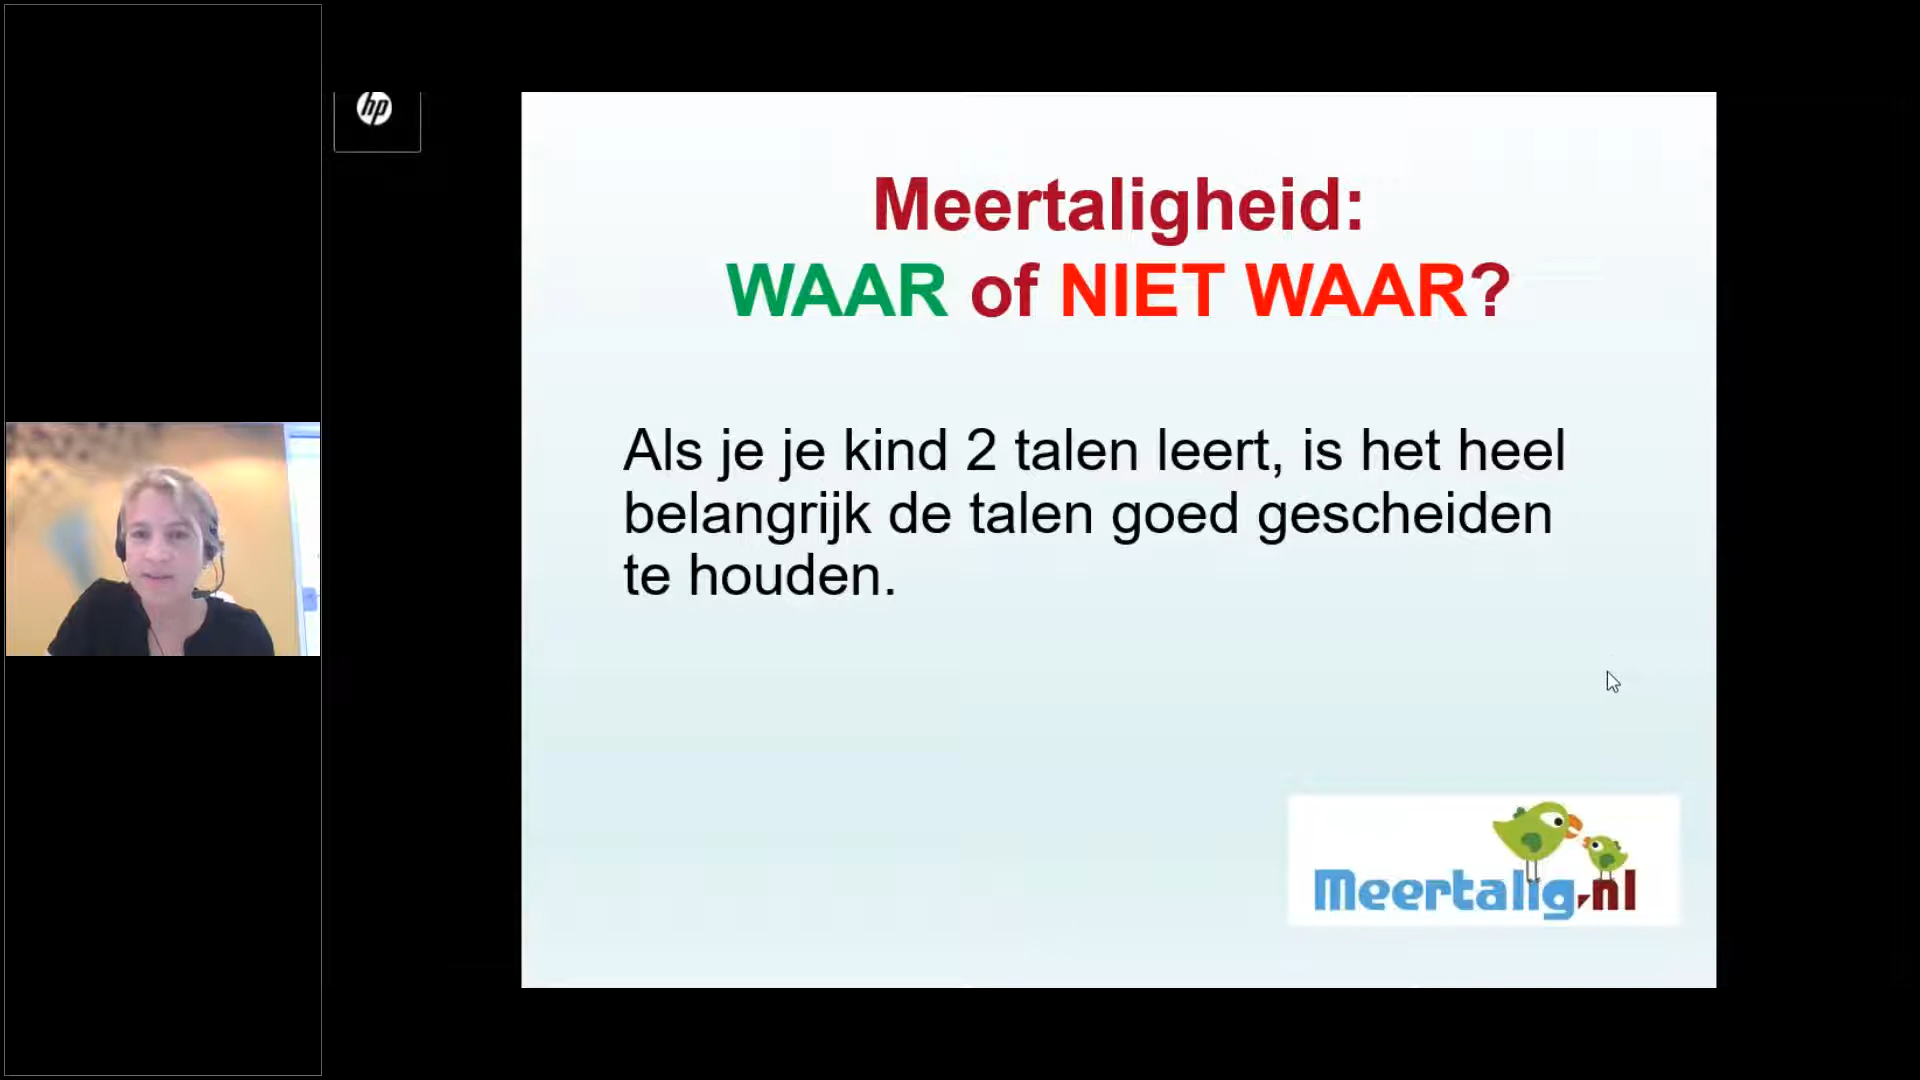 hp
Meertaligheid:
WAAR of NIET WAAR?
Als je je kind 2 talen leert, is het heel
belangrijk de talen goed gescheiden
te houden.
Meertalig.nl